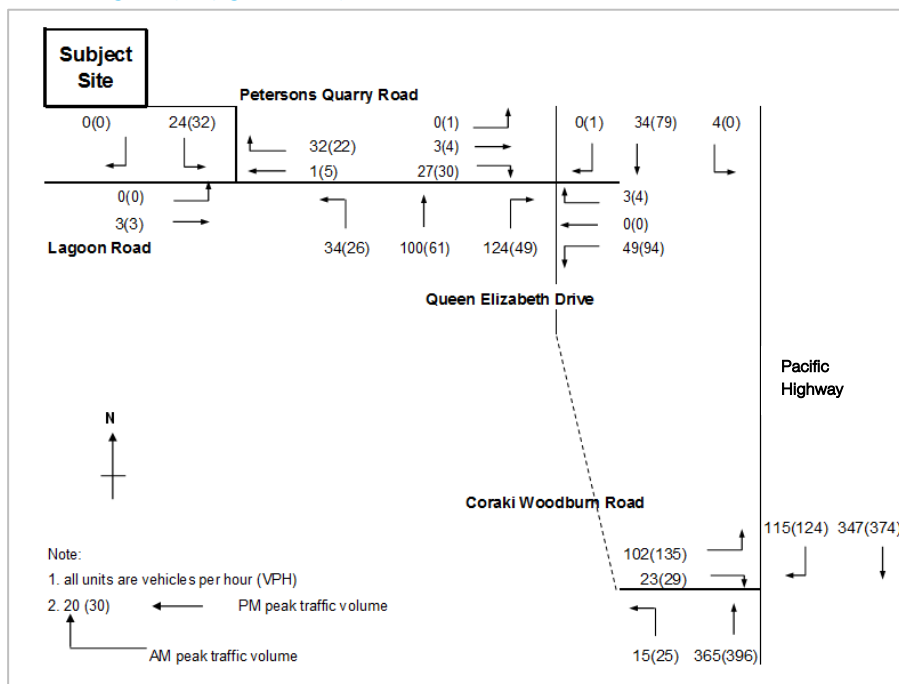 Subject
Site
Petersons Quarry Road
0(0) 24(32) 0(1) 0(1) 34(79) 4(0)
32(22) 3(4)
1(5) 27(30)
0(0) 3(4)
3(3) 0(0)
Lagoon Road 34(26) 100(61) 124(49) 49(94)
Queen Elizabeth Drive
Pacific
Highway
N
Coraki Woodburn Road
115(124) 347(374)
102(135)
23(29)
15(25) 365(396)
Note:
1. all units are vehicles per hour (VPH)
2. 20 (30) PM peak traffic volume
AM peak traffic volume